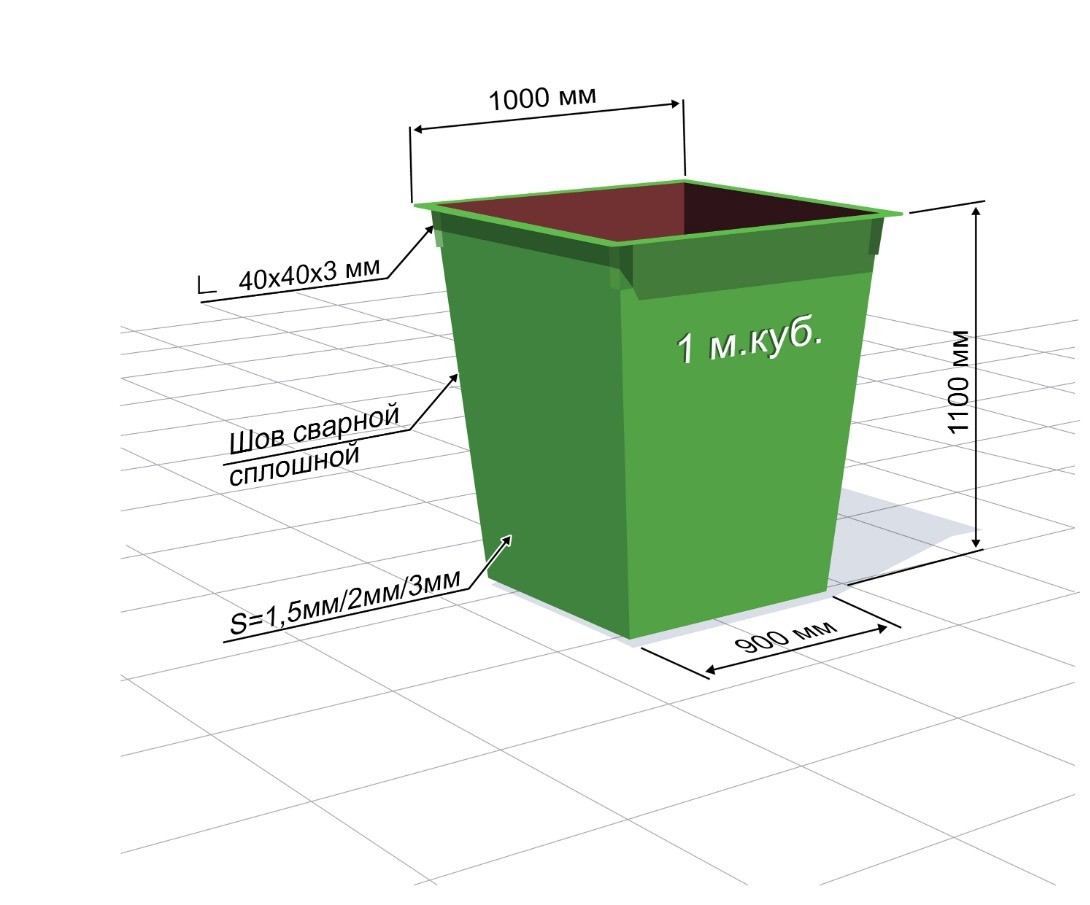 1000 мм
∟ 40х40х3 мм
1 м.куб.
1100 мм
Шов сварной
сплошной
S=1,5мм/2мм/3мм
900 мм